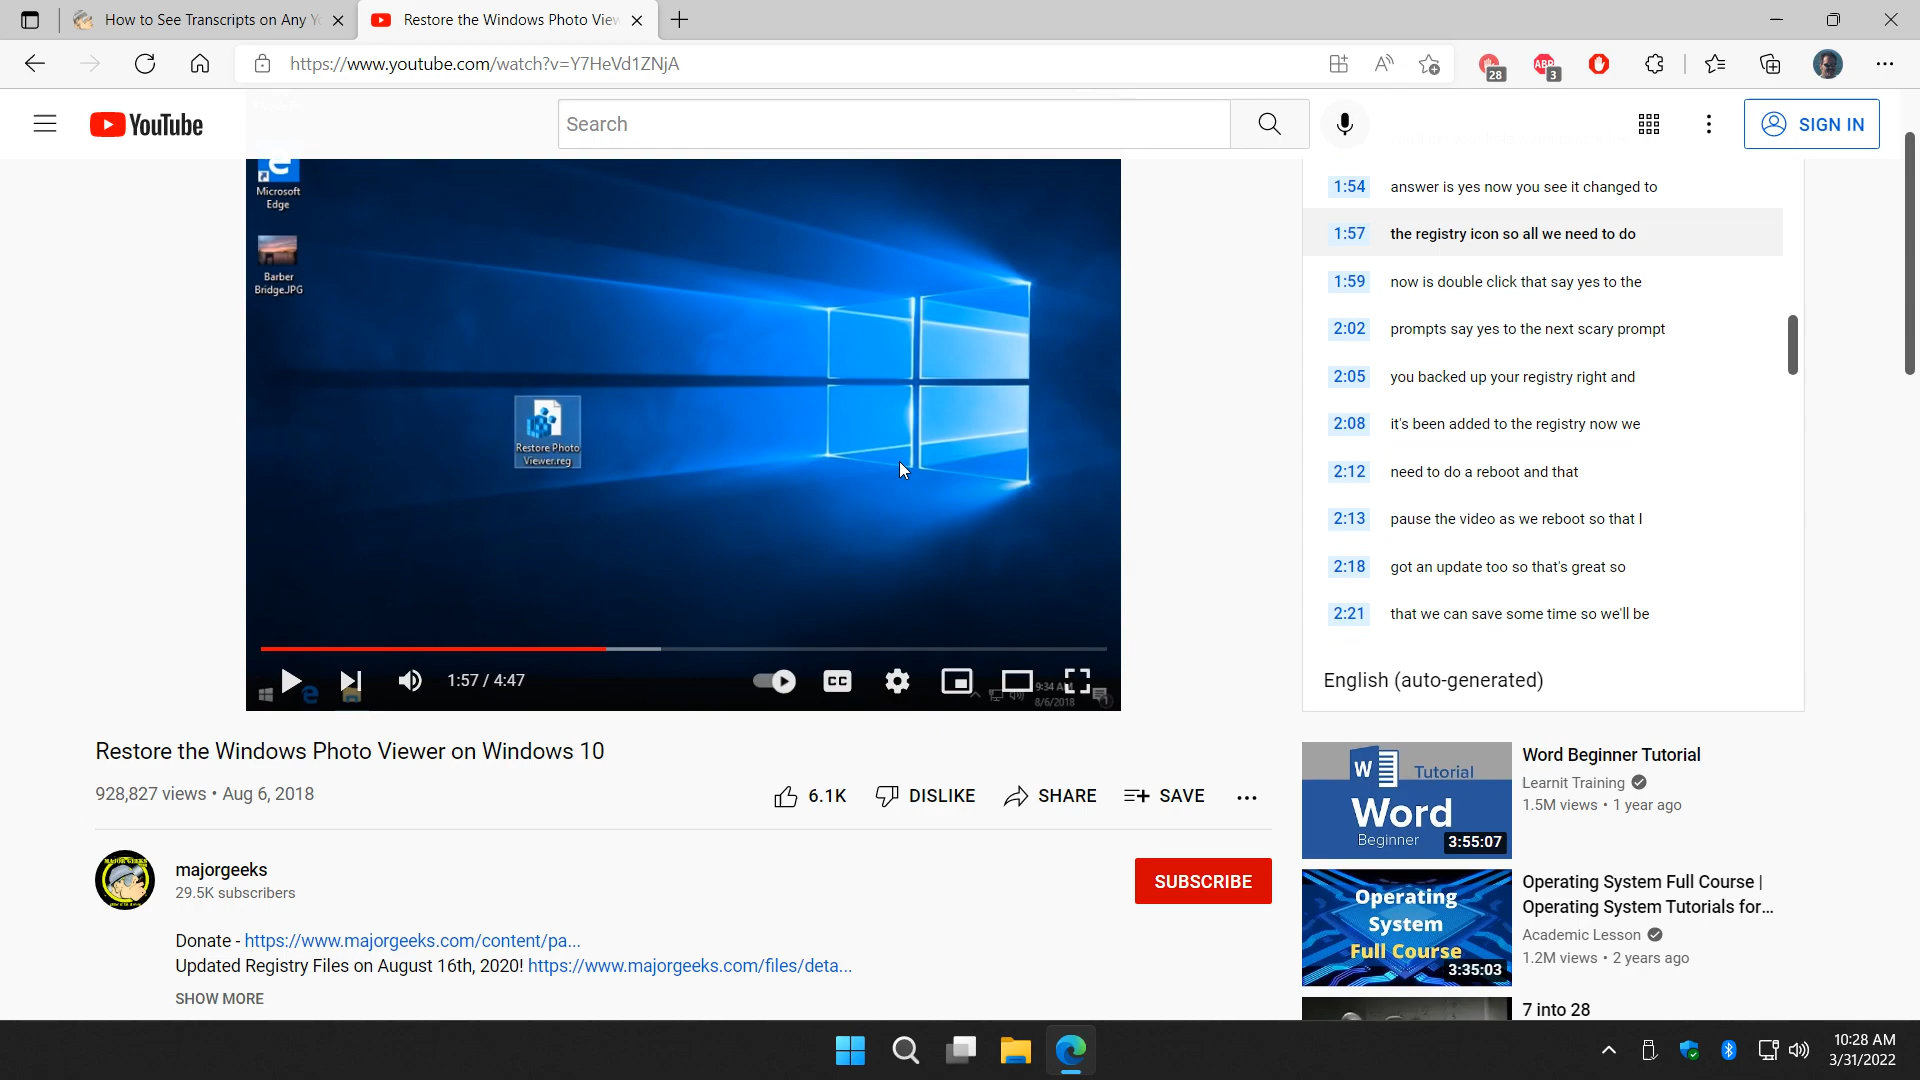 How to See Transcripts on Any Y
Restore the Windows Photo View
https://www.youtube.com/watch?v=Y7HeVd1ZNjA
28
ABP
3
YouTube
Search
SIGN IN
Microsoft
Edge
Barber
Bridge.JPG
Restore Photo
Viewer.reg
1:57 / 4:47
CC
9:34 AM
8/6/2018
1:54 answer is yes now you see it changed to
1:57 the registry icon so all we need to do
1:59 now is double click that say yes to the
2:02 prompts say yes to the next scary prompt
2:05 you backed up your registry right and
2:08 it's been added to the registry now we
2:12 need to do a reboot and that
2:13 pause the video as we reboot so that I
2:18 got an update too so that's great so
2:21 that we can save some time so we'll be
English (auto-generated)
Restore the Windows Photo Viewer on Windows 10
928,827 views • Aug 6, 2018
6.1K DISLIKE SHARE SAVE
MAJOR GEEKS
majorgeeks
29.5K subscribers
SUBSCRIBE
Donate - https://www.majorgeeks.com/content/pa...
Updated Registry Files on August 16th, 2020! https://www.majorgeeks.com/files/deta...
SHOW MORE
W Tutorial
Word
Beginner
3:55:07
Word Beginner Tutorial
Learnit Training
1.5M views • 1 year ago
Operating
System
Full Course
3:35:03
Operating System Full Course |
Operating System Tutorials for...
Academic Lesson
1.2M views • 2 years ago
7 into 28
10:28 AM
3/31/2022